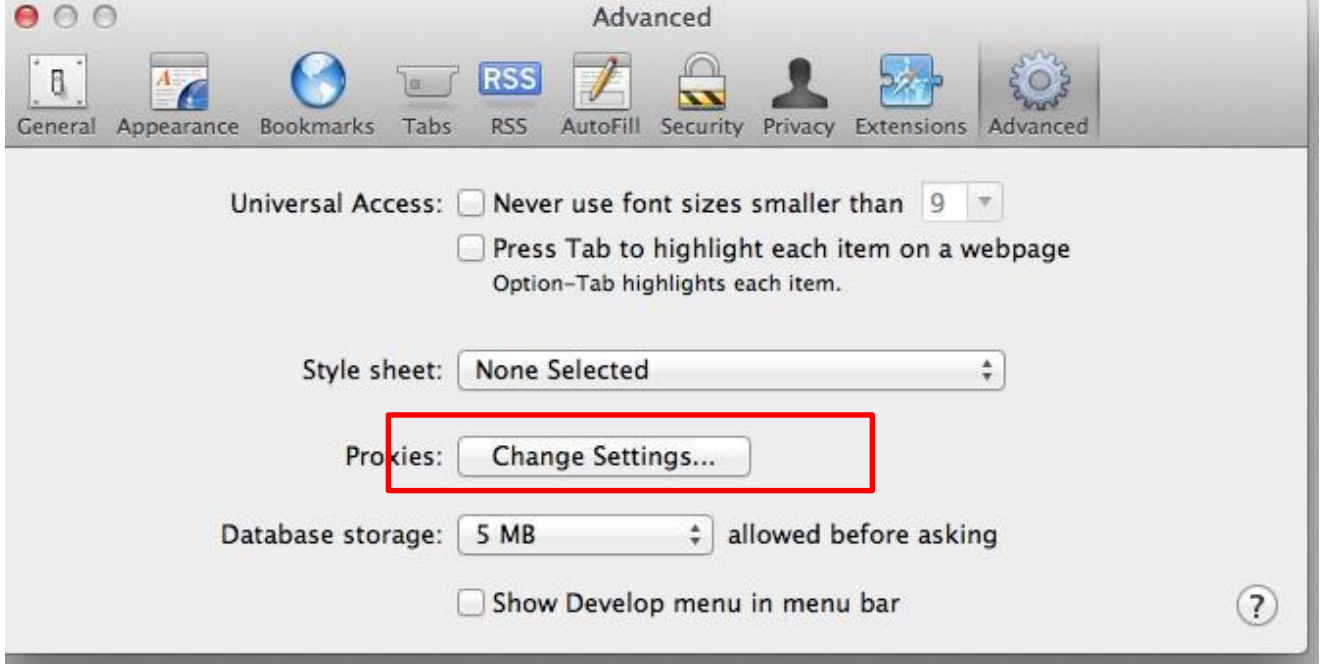 Advanced
General Appearance Bookmarks Tabs RSS RSS AutoFill Security Privacy Extensions Advanced
Universal Access: Never use font sizes smaller than 9
Press Tab to highlight each item on a webpage
Option-Tab highlights each item.
Style sheet: None Selected
Proxies: Change Settings...
Database storage: 5 MB allowed before asking
Show Develop menu in menu bar
?